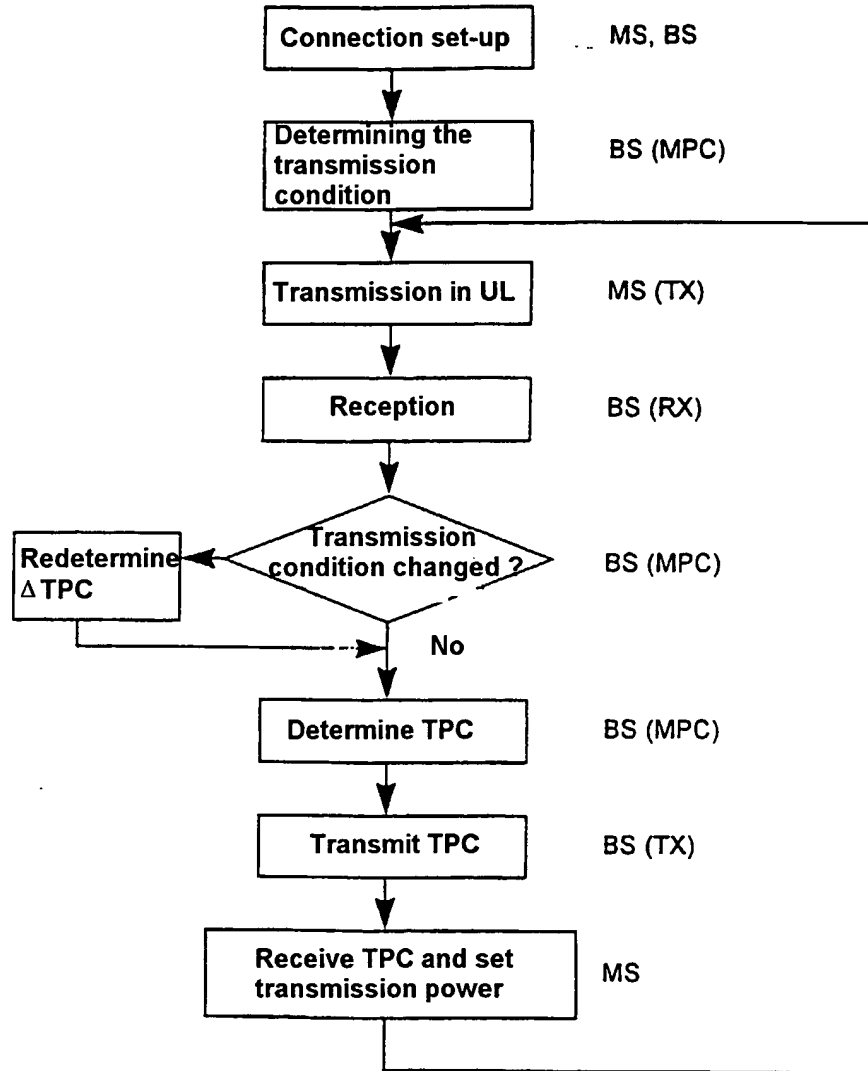 Connection set-up
MS, BS
Determining the
transmission
condition
BS (MPC)
Transmission in UL
MS (TX)
Reception
BS (RX)
Transmission
condition changed ?
BS (MPC)
Redetermine
Δ TPC
No
Determine TPC
BS (MPC)
Transmit TPC
BS (TX)
Receive TPC and set
transmission power
MS